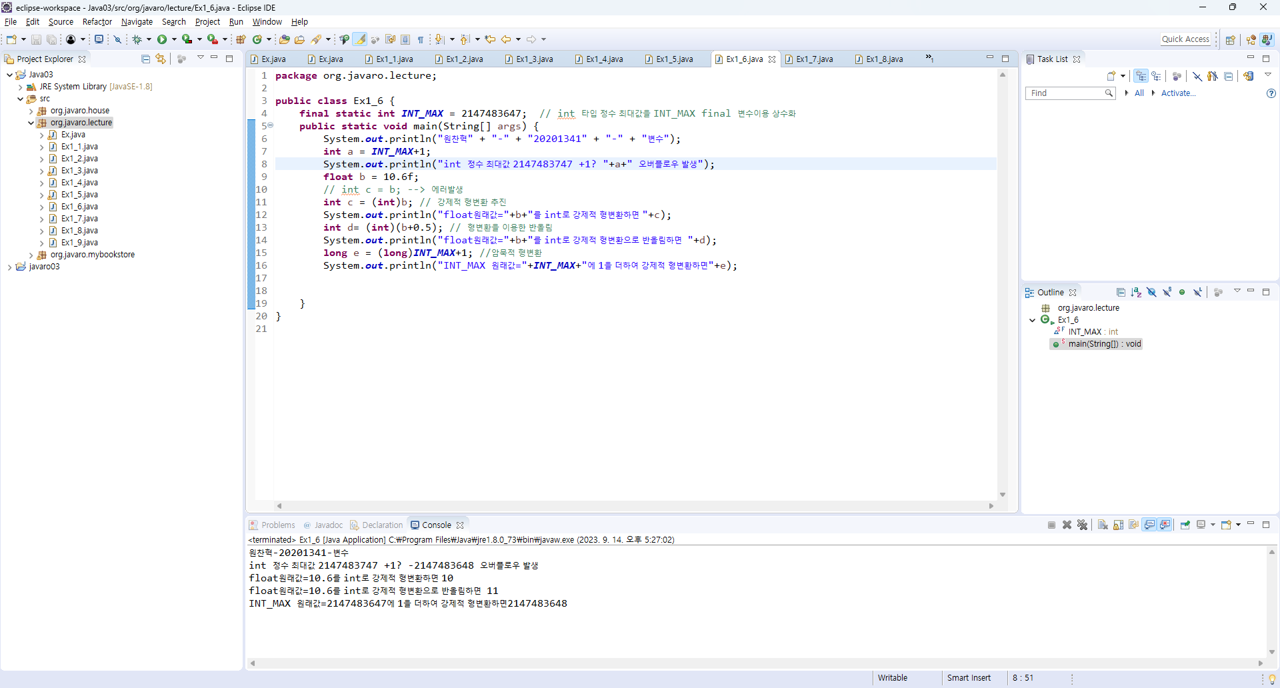 eclipse-workspace - Java03/src/org/javaro/lecture/Ex1_6.java - Eclipse IDE
File Edit Source Refactor Navigate Search Project Run Window Help
Quick Access
Project Explorer
Java03
JRE System Library [JavaSE-1.8]
src
org.javaro.house
org.javaro.lecture
Ex.java
Ex1_1.java
Ex1_2.java
Ex1_3.java
Ex1_4.java
Ex1_5.java
Ex1_6.java
Ex1_7.java
Ex1_8.java
Ex1_9.java
org.javaro.mybookstore
javaro03
Ex.java Ex.java Ex1_1.java Ex1_2.java Ex1_3.java Ex1_4.java Ex1_5.java Ex1_6.java Ex1_7.java Ex1_8.java »1
1 package org.javaro.lecture;
2
3 public class Ex1_6 {
4 final static int INT_MAX = 2147483647; // int 타입 정수 최대값를 INT_MAX final 변수이용 상수화
5 public static void main(String[] args) {
6 System.out.println("원찬혁" + "-" + "20201341" + "-" + "변수");
7 int a = INT_MAX+1;
8 System.out.println("int 정수 최대값 2147483747 +1? "+a+" 오버플로우 발생");
9 float b = 10.6f;
10 // int c = b; --> 에러발생
11 int c = (int)b; // 강제적 형변환 추진
12 System.out.println("float원래값="+b+"를 int로 강제적 형변환하면 "+c);
13 int d= (int)(b+0.5); // 형변환을 이용한 반올림
14 System.out.println("float원래값="+b+"를 int로 강제적 형변환으로 반올림하면 "+d);
15 long e = (long)INT_MAX+1; //암묵적 형변환
16 System.out.println("INT_MAX 원래값="+INT_MAX+"에 1을 더하여 강제적 형변환하면"+e);
17
18
19 }
20 }
21
Task List
Find All Activate...
Outline
org.javaro.lecture
Ex1_6
INT_MAX : int
main(String[]) : void
Problems Javadoc Declaration Console
<terminated> Ex1_6 [Java Application] C:₩Program Files₩Java₩jre1.8.0_73₩bin₩javaw.exe (2023. 9. 14. 오후 5:27:02)
원찬혁-20201341-변수
int 정수 최대값 2147483747 +1? -2147483648 오버플로우 발생
float원래값=10.6를 int로 강제적 형변환하면 10
float원래값=10.6를 int로 강제적 형변환으로 반올림하면 11
INT_MAX 원래값=2147483647에 1을 더하여 강제적 형변환하면2147483648
Writable Smart Insert 8 : 51